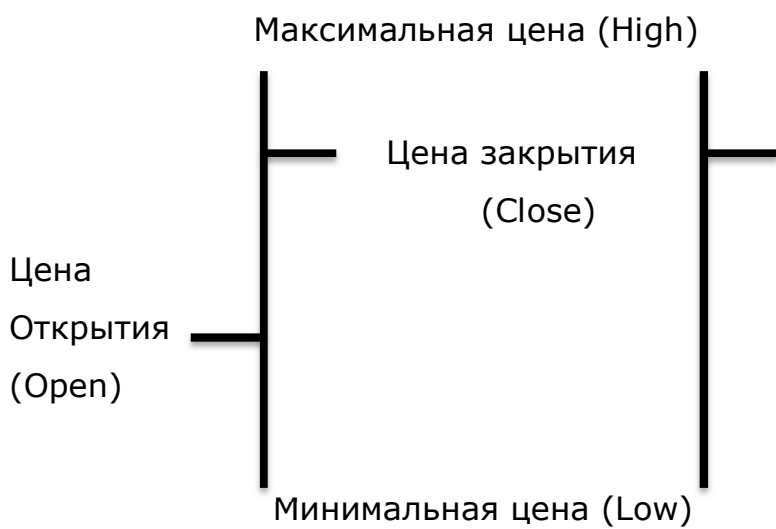 Максимальная цена (High)
Цена закрытия
(Close)
Цена
Открытия
(Open)
Минимальная цена (Low)